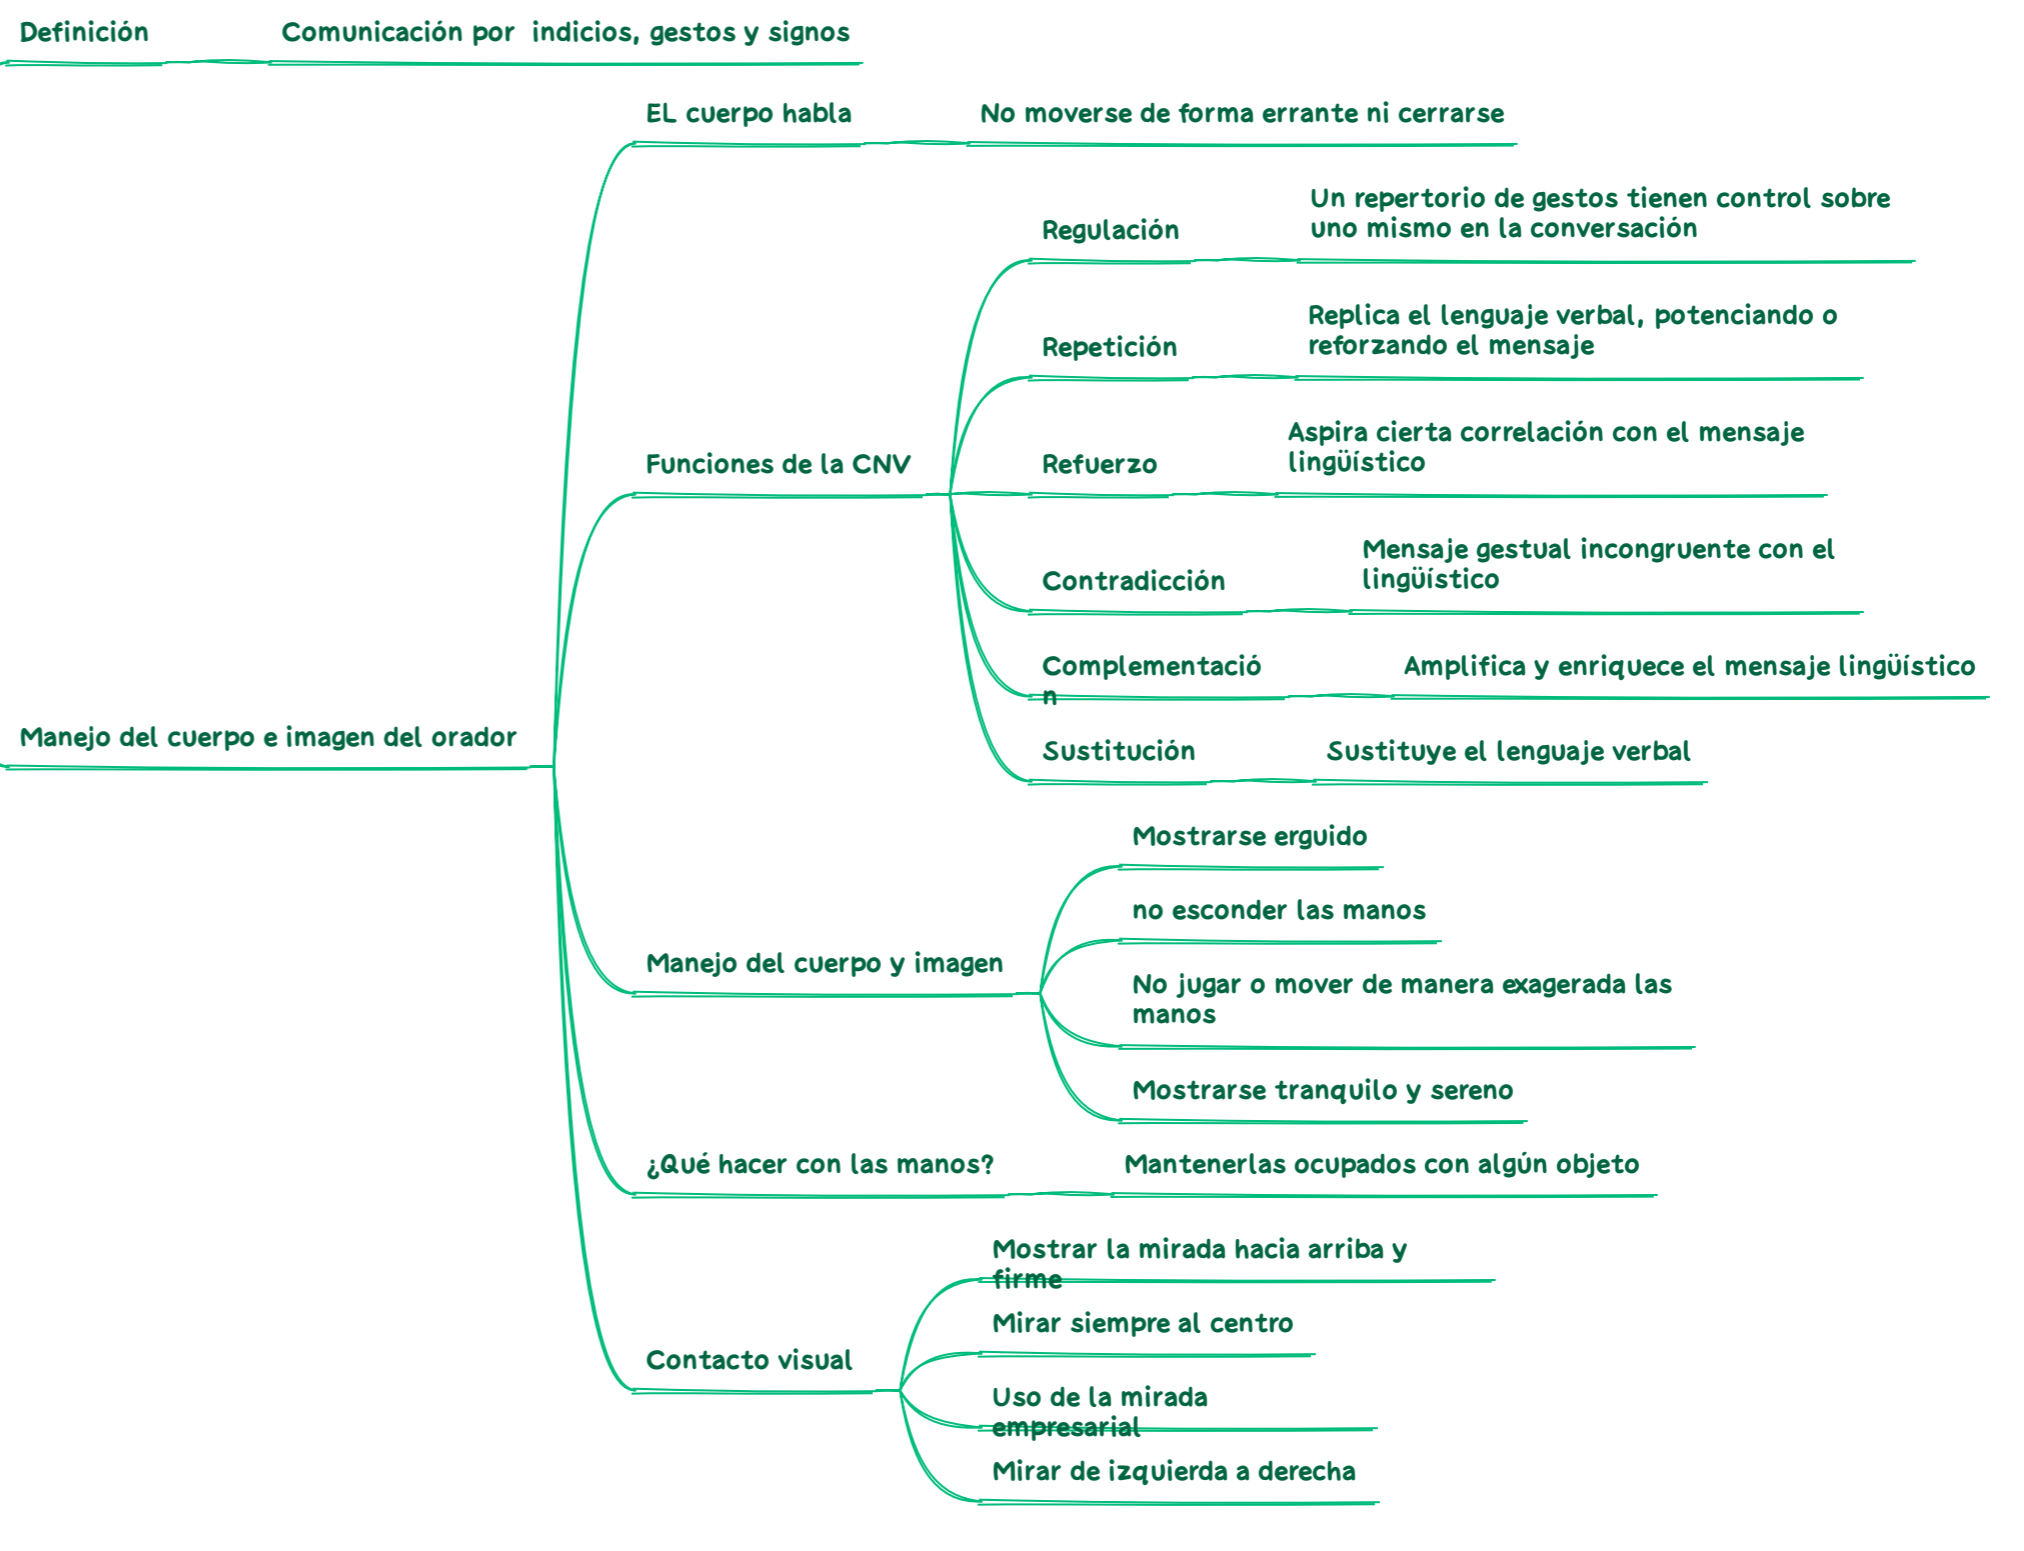 Definición
Comunicación por indicios, gestos y signos
EL cuerpo habla
No moverse de forma errante ni cerrarse
Un repertorio de gestos tienen control sobre
uno mismo en la conversación
Regulación
Replica el lenguaje verbal, potenciando o
reforzando el mensaje
Repetición
Aspira cierta correlación con el mensaje
lingüístico
Funciones de la CNV
Refuerzo
Mensaje gestual incongruente con el
lingüístico
Contradicción
Complementació
n
Amplifica y enriquece el mensaje lingüístico
Manejo del cuerpo e imagen del orador
Sustitución
Sustituye el lenguaje verbal
Mostrarse erguido
no esconder las manos
Manejo del cuerpo y imagen
No jugar o mover de manera exagerada las
manos
Mostrarse tranquilo y sereno
¿Qué hacer con las manos?
Mantenerlas ocupados con algún objeto
Mostrar la mirada hacia arriba y
firme
Mirar siempre al centro
Contacto visual
Uso de la mirada
empresarial
Mirar de izquierda a derecha